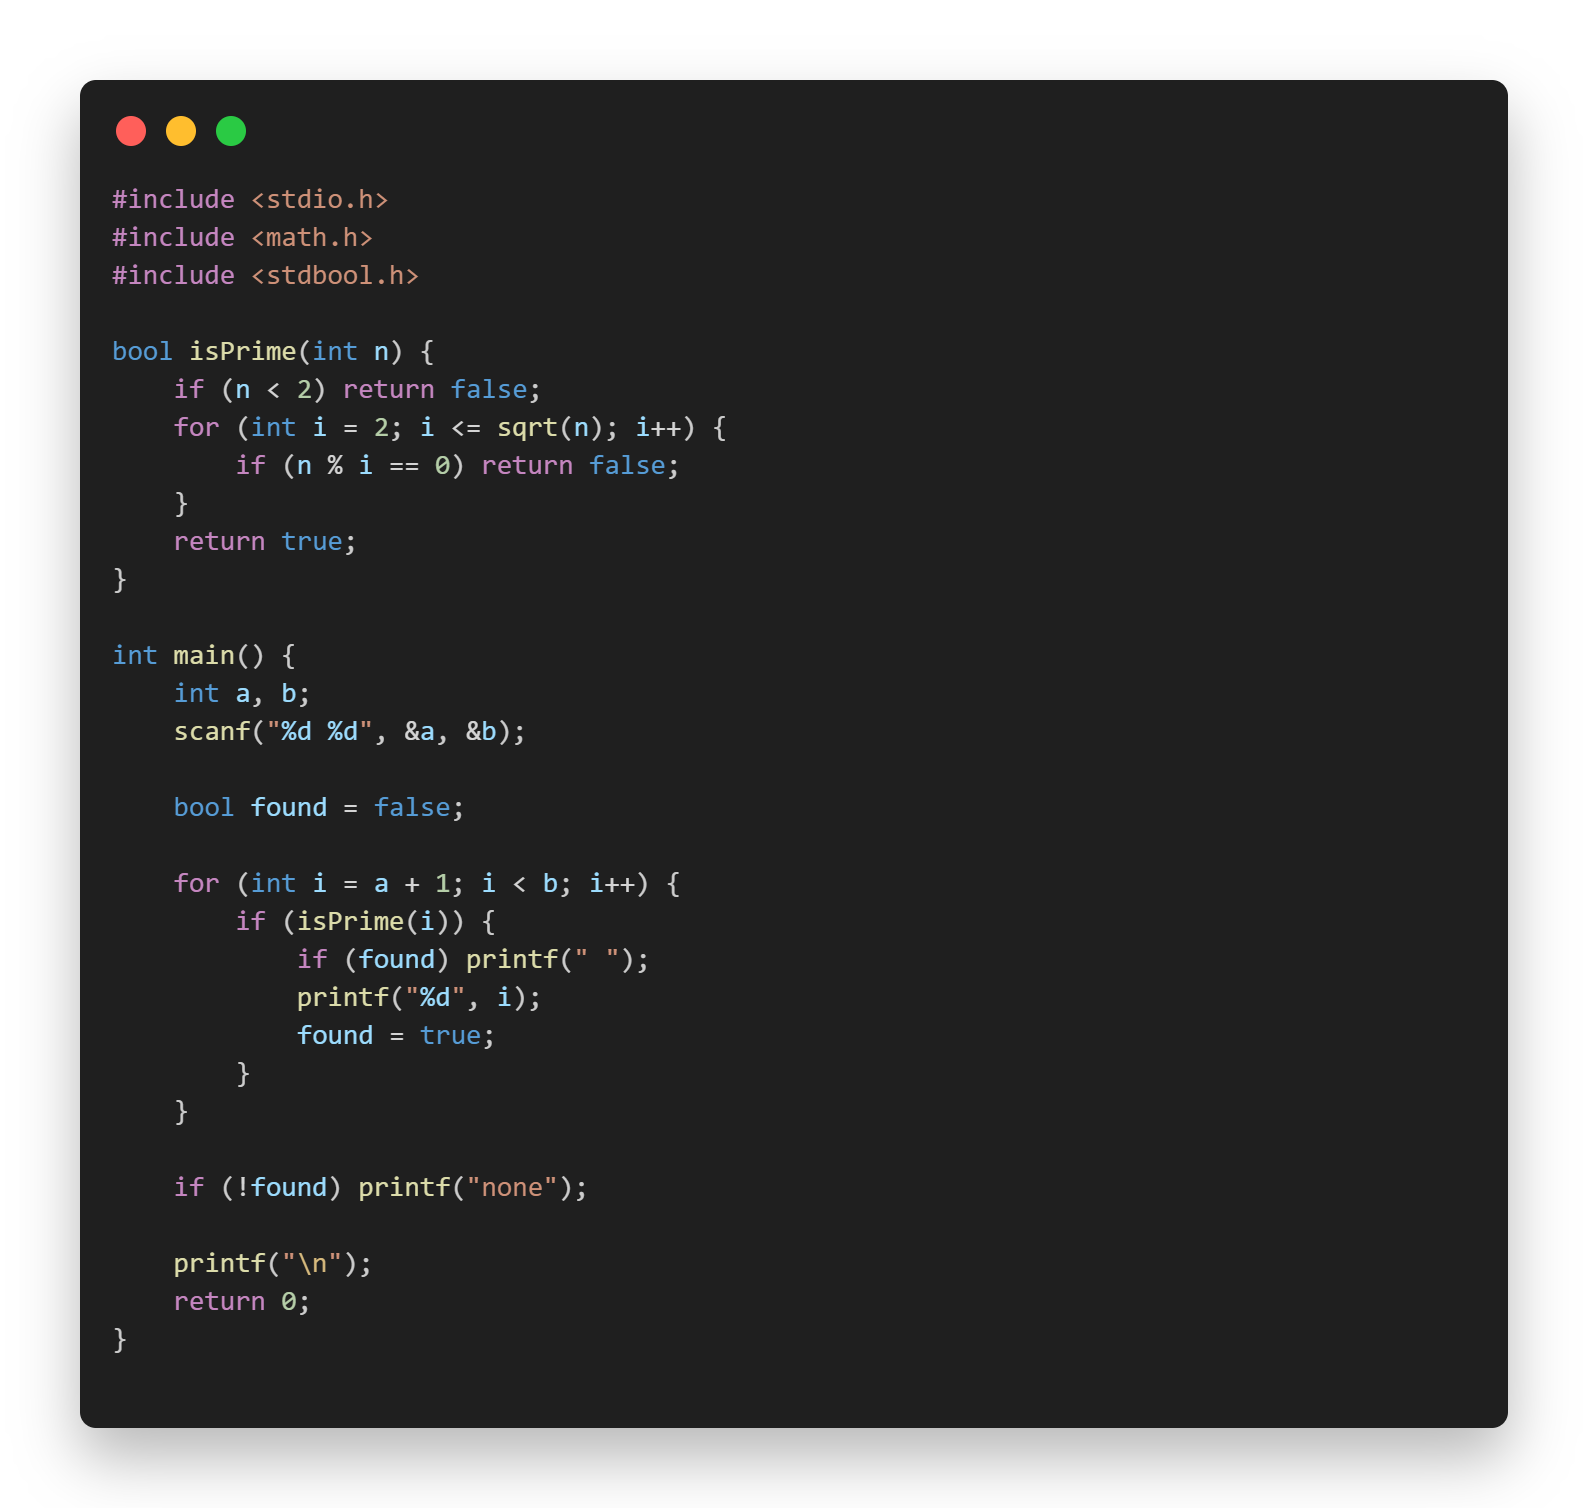 #include <stdio.h>
#include <math.h>
#include <stdbool.h>

bool isPrime(int n) {
    if (n < 2) return false;
    for (int i = 2; i <= sqrt(n); i++) {
        if (n % i == 0) return false;
    }
    return true;
}

int main() {
    int a, b;
    scanf("%d %d", &a, &b);

    bool found = false;

    for (int i = a + 1; i < b; i++) {
        if (isPrime(i)) {
            if (found) printf(" ");
            printf("%d", i);
            found = true;
        }
    }

    if (!found) printf("none");

    printf("\n");
    return 0;
}